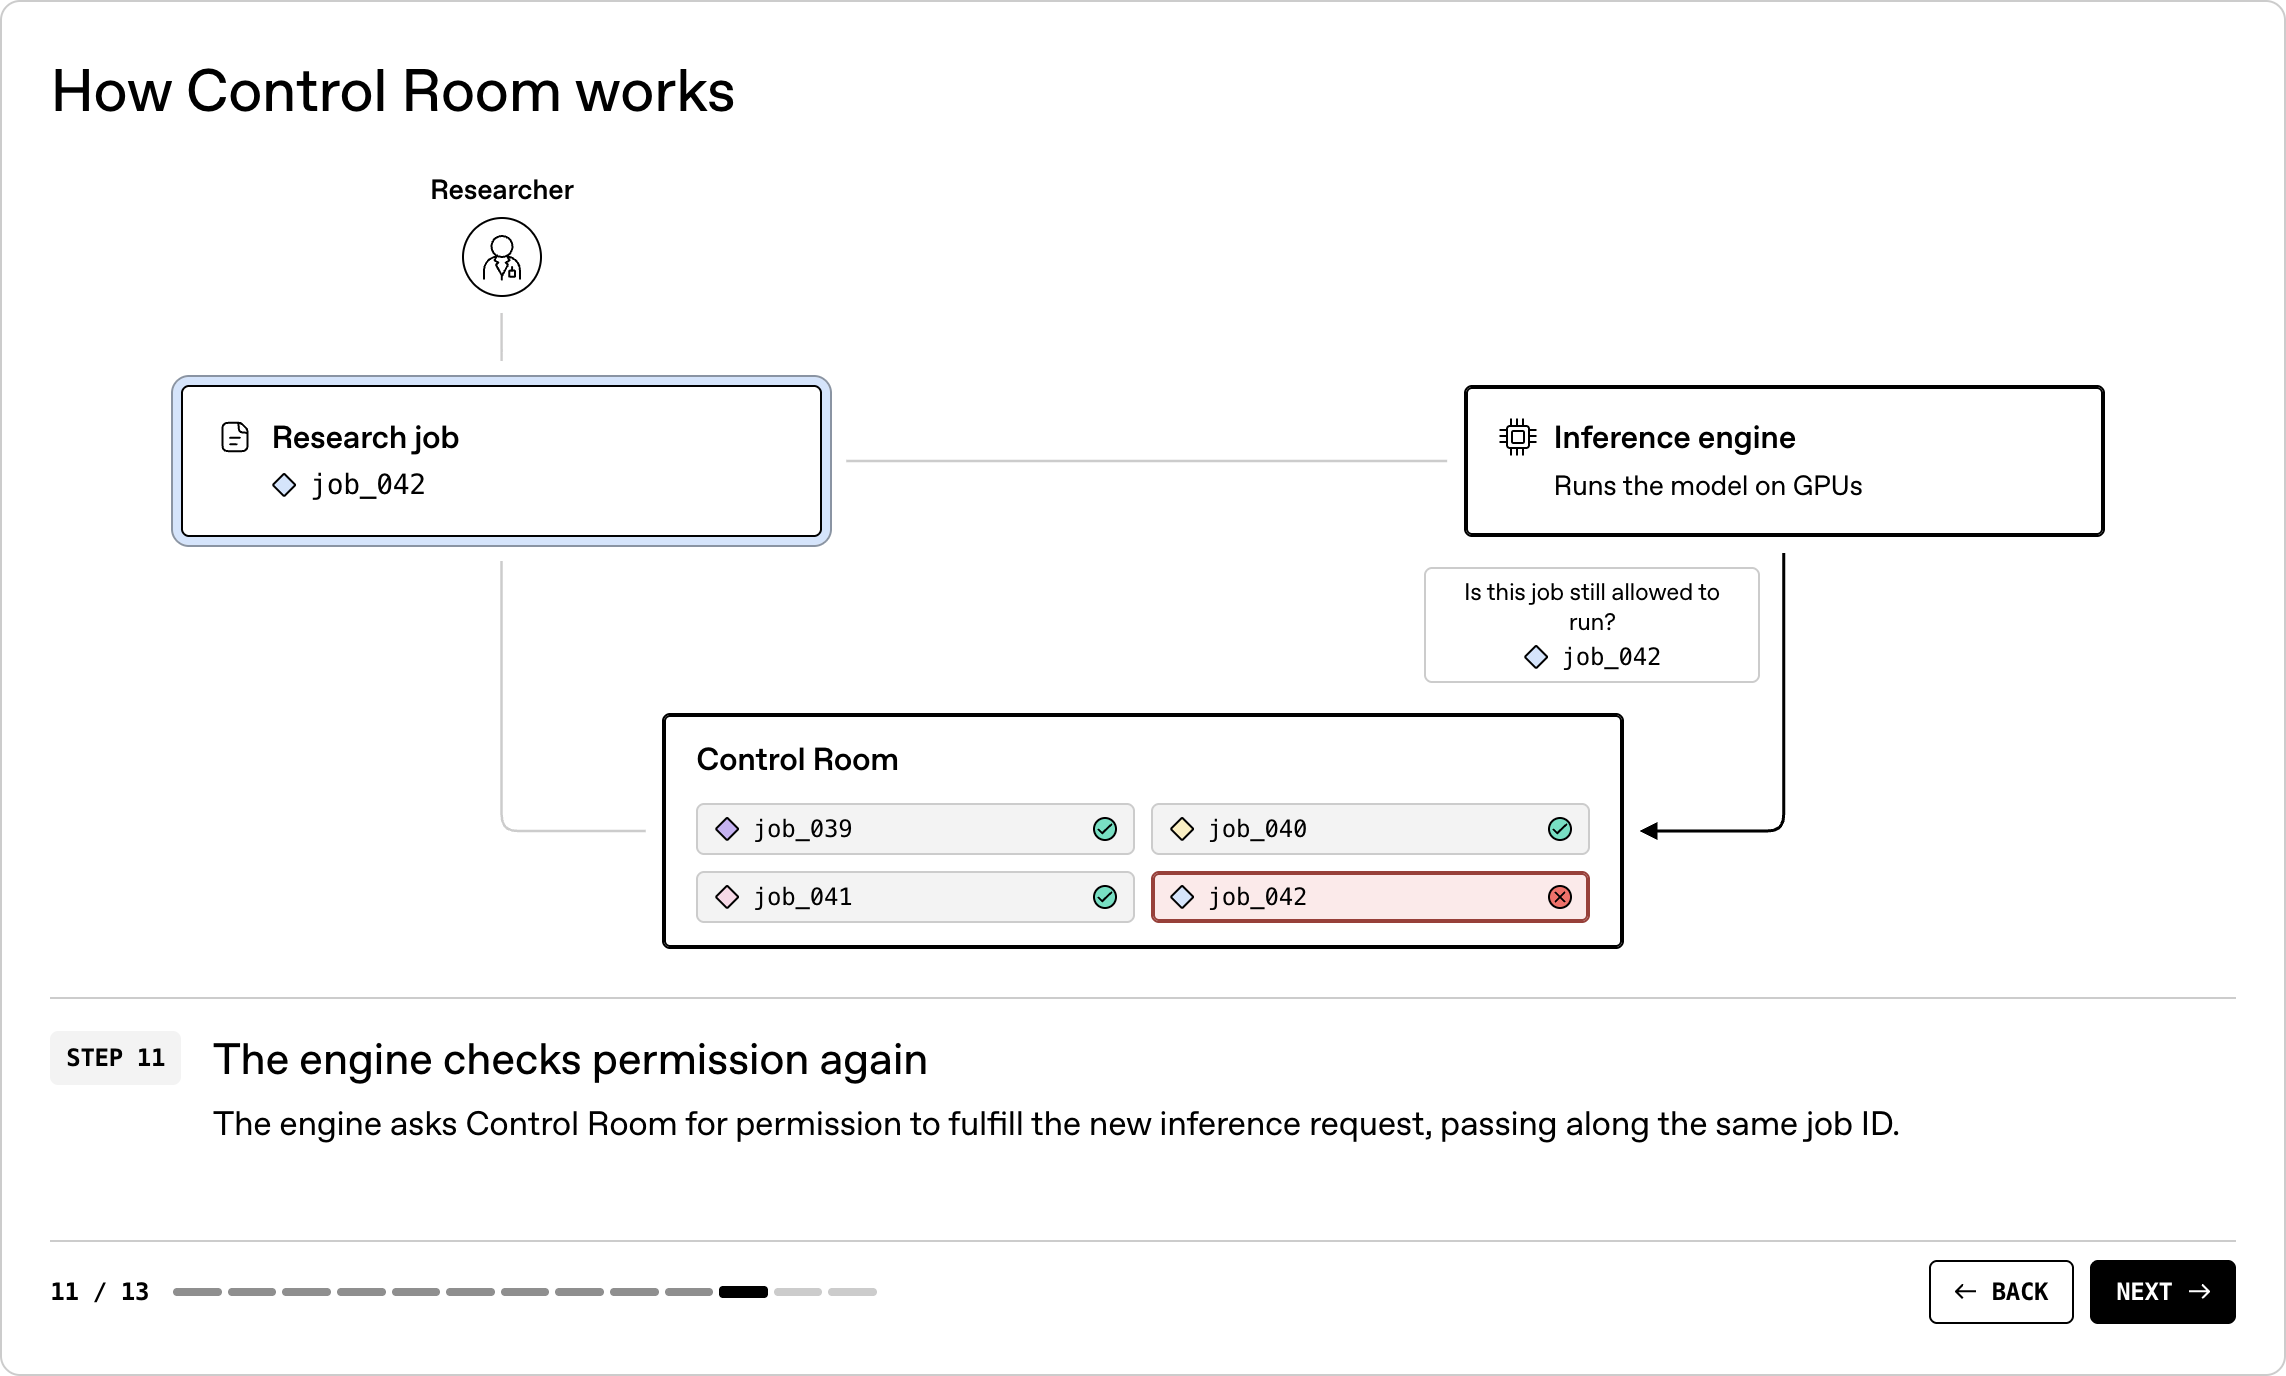 How Control Room works
Researcher
Research job
job_042
Inference engine
Runs the model on GPUs
Is this job still allowed to
run?
job_042
Control Room
job_039
job_040
job_041
job_042
STEP 11
The engine checks permission again
The engine asks Control Room for permission to fulfill the new inference request, passing along the same job ID.
11 / 13
← BACK
NEXT →